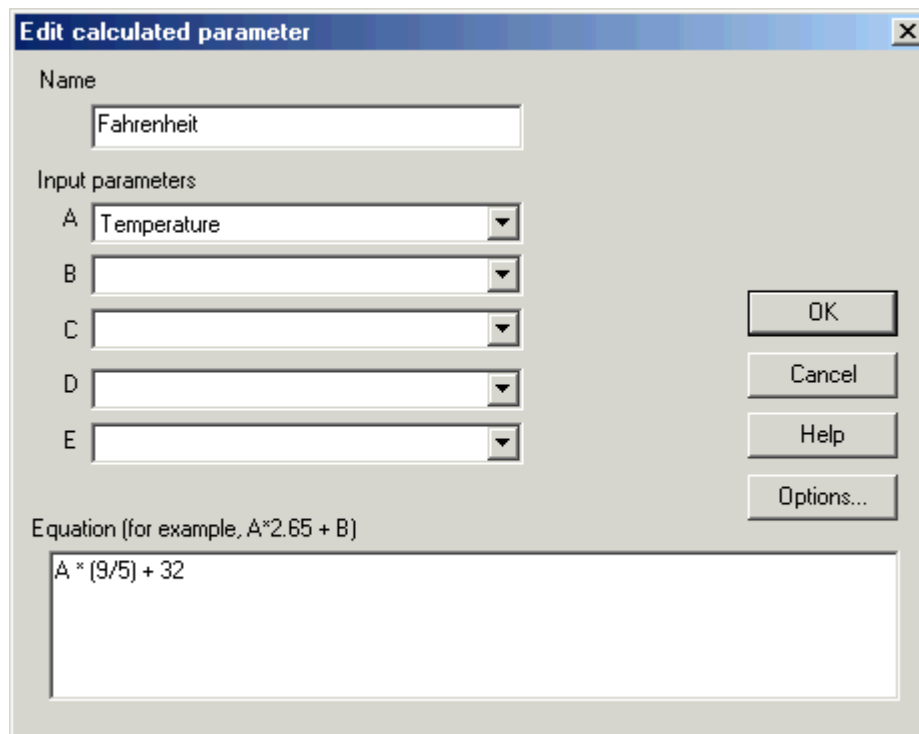 Edit calculated parameter
Name
Fahrenheit
Input parameters
A Temperature
B
C
D
E
OK
Cancel
Help
Options...
Equation (for example, A*2.65 + B)
A * (9/5) + 32